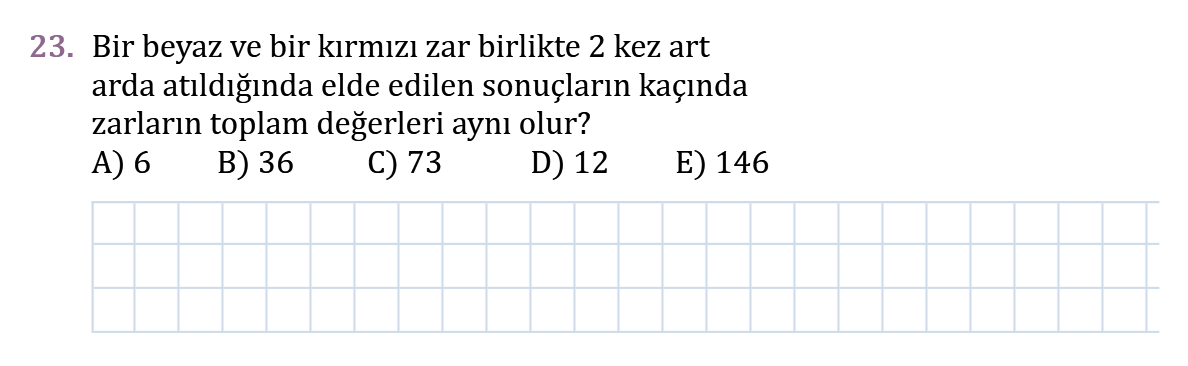 23. Bir beyaz ve bir kırmızı zar birlikte 2 kez art
arda atıldığında elde edilen sonuçların kaçında
zarların toplam değerleri aynı olur?
A) 6 B) 36 C) 73 D) 12 E) 146